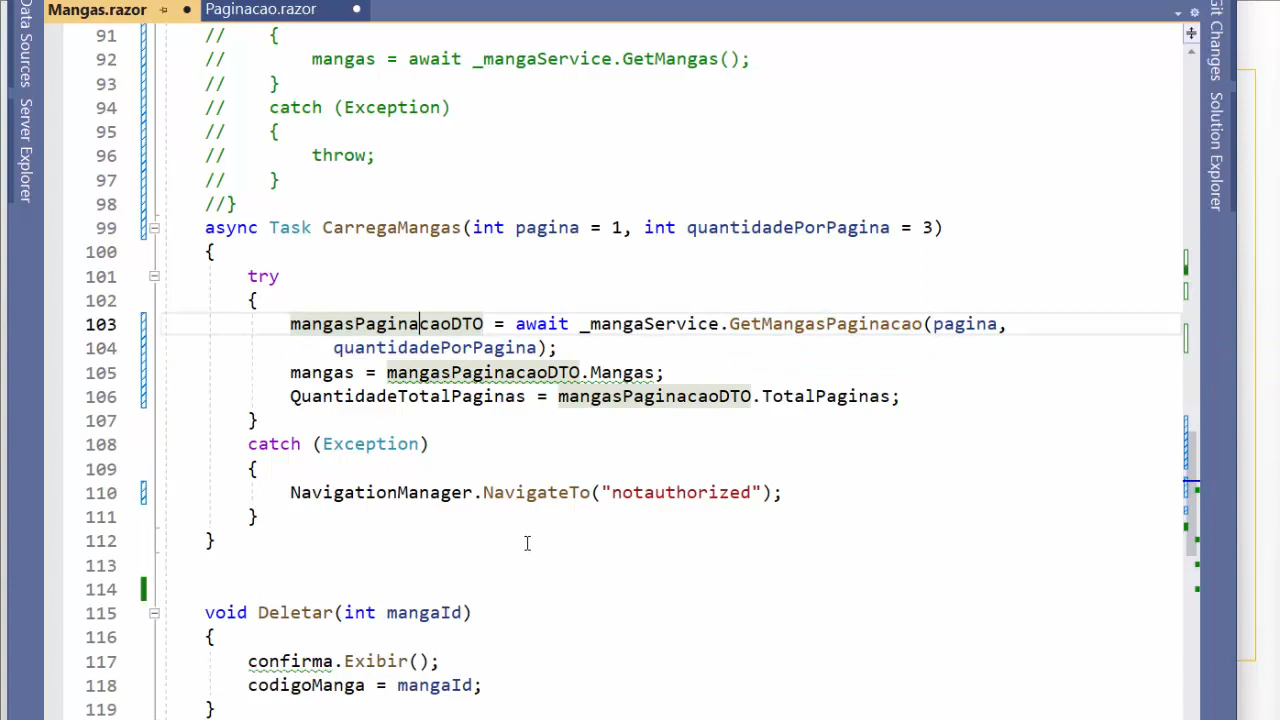 Mangas.razor
Paginacao.razor
Data Sources
Server Explorer
Git Changes
Solution Explorer
91 // {
92 // mangas = await _mangaService.GetMangas();
93 // }
94 // catch (Exception)
95 // {
96 // throw;
97 // }
98 //}
99 async Task CarregaMangas(int pagina = 1, int quantidadePorPagina = 3)
100 {
101 try
102 {
103 mangasPaginacaoDTO = await _mangaService.GetMangasPaginacao(pagina,
104 quantidadePorPagina);
105 mangas = mangasPaginacaoDTO.Mangas;
106 QuantidadeTotalPaginas = mangasPaginacaoDTO.TotalPaginas;
107 }
108 catch (Exception)
109 {
110 NavigationManager.NavigateTo("notauthorized");
111 }
112 }
113
114
115 void Deletar(int mangaId)
116 {
117 confirma.Exibir();
118 codigoManga = mangaId;
119 }